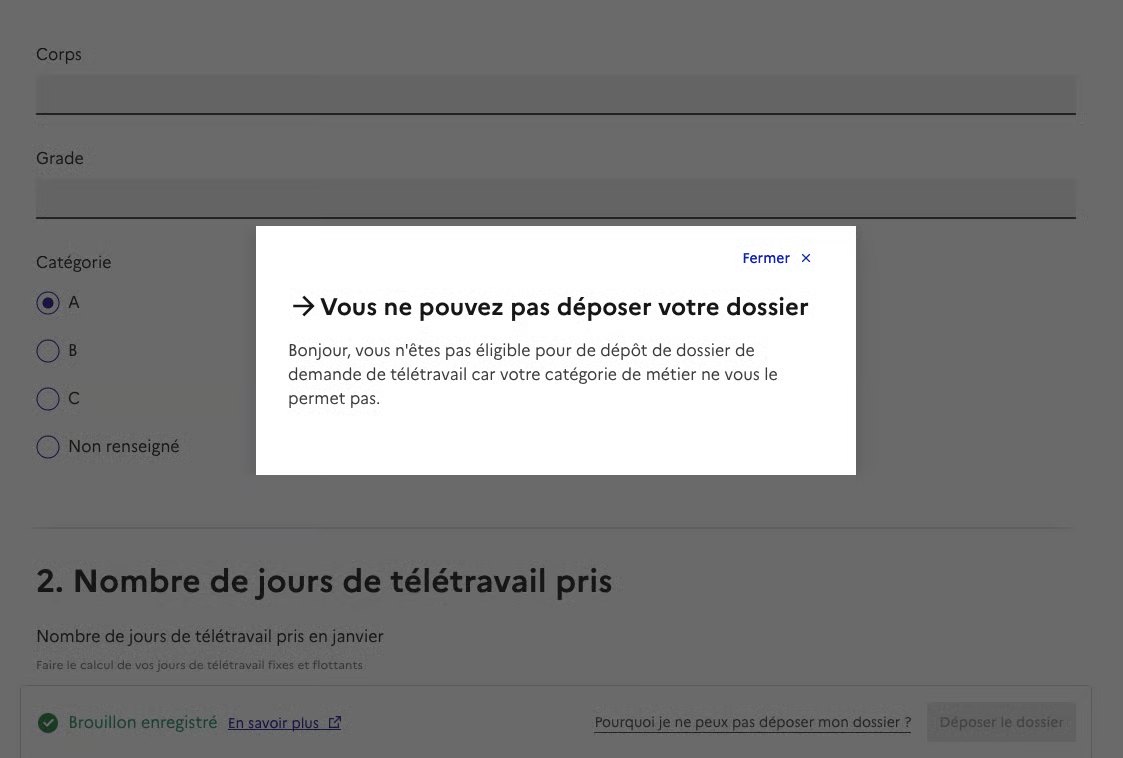 Corps
Grade
Catégorie
A
B
C
Non renseigné
Fermer
Vous ne pouvez pas déposer votre dossier
Bonjour, vous n'êtes pas éligible pour de dépôt de dossier de
demande de télétravail car votre catégorie de métier ne vous le
permet pas.
2. Nombre de jours de télétravail pris
Nombre de jours de télétravail pris en janvier
Faire le calcul de vos jours de télétravail fixes et flottants
Brouillon enregistré En savoir plus
Pourquoi je ne peux pas déposer mon dossier ?
Déposer le dossier